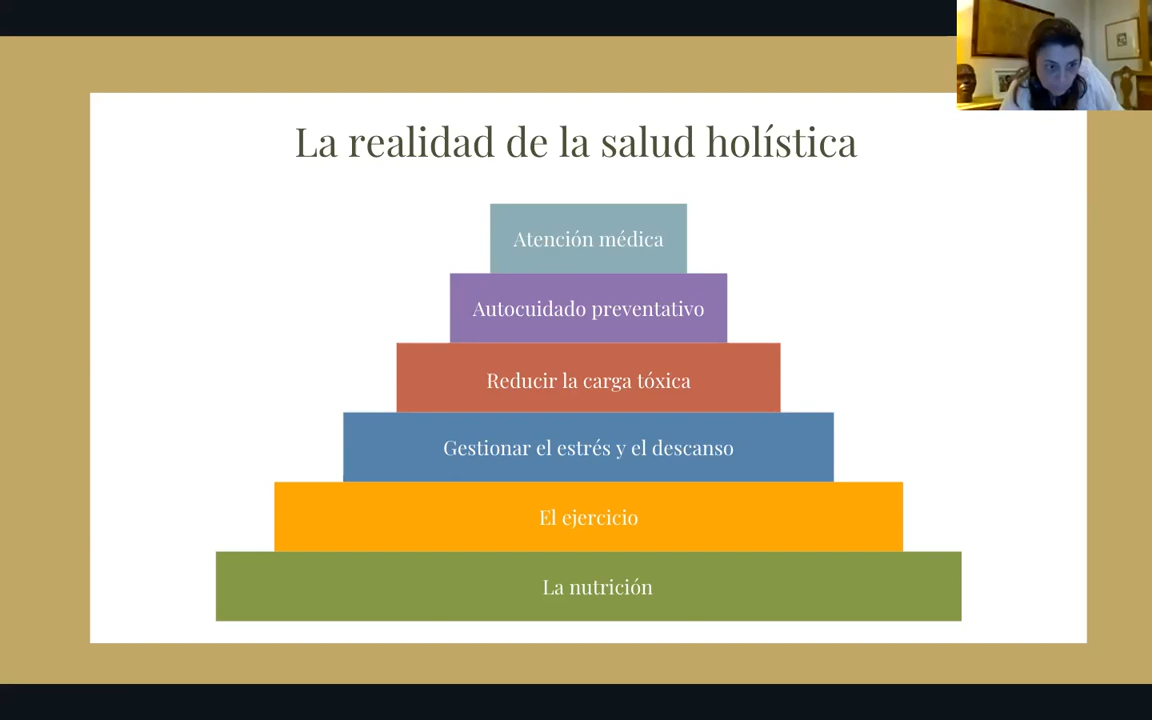 La realidad de la salud holística
Atención médica
Autocuidado preventativo
Reducir la carga tóxica
Gestionar el estrés y el descanso
El ejercicio
La nutrición